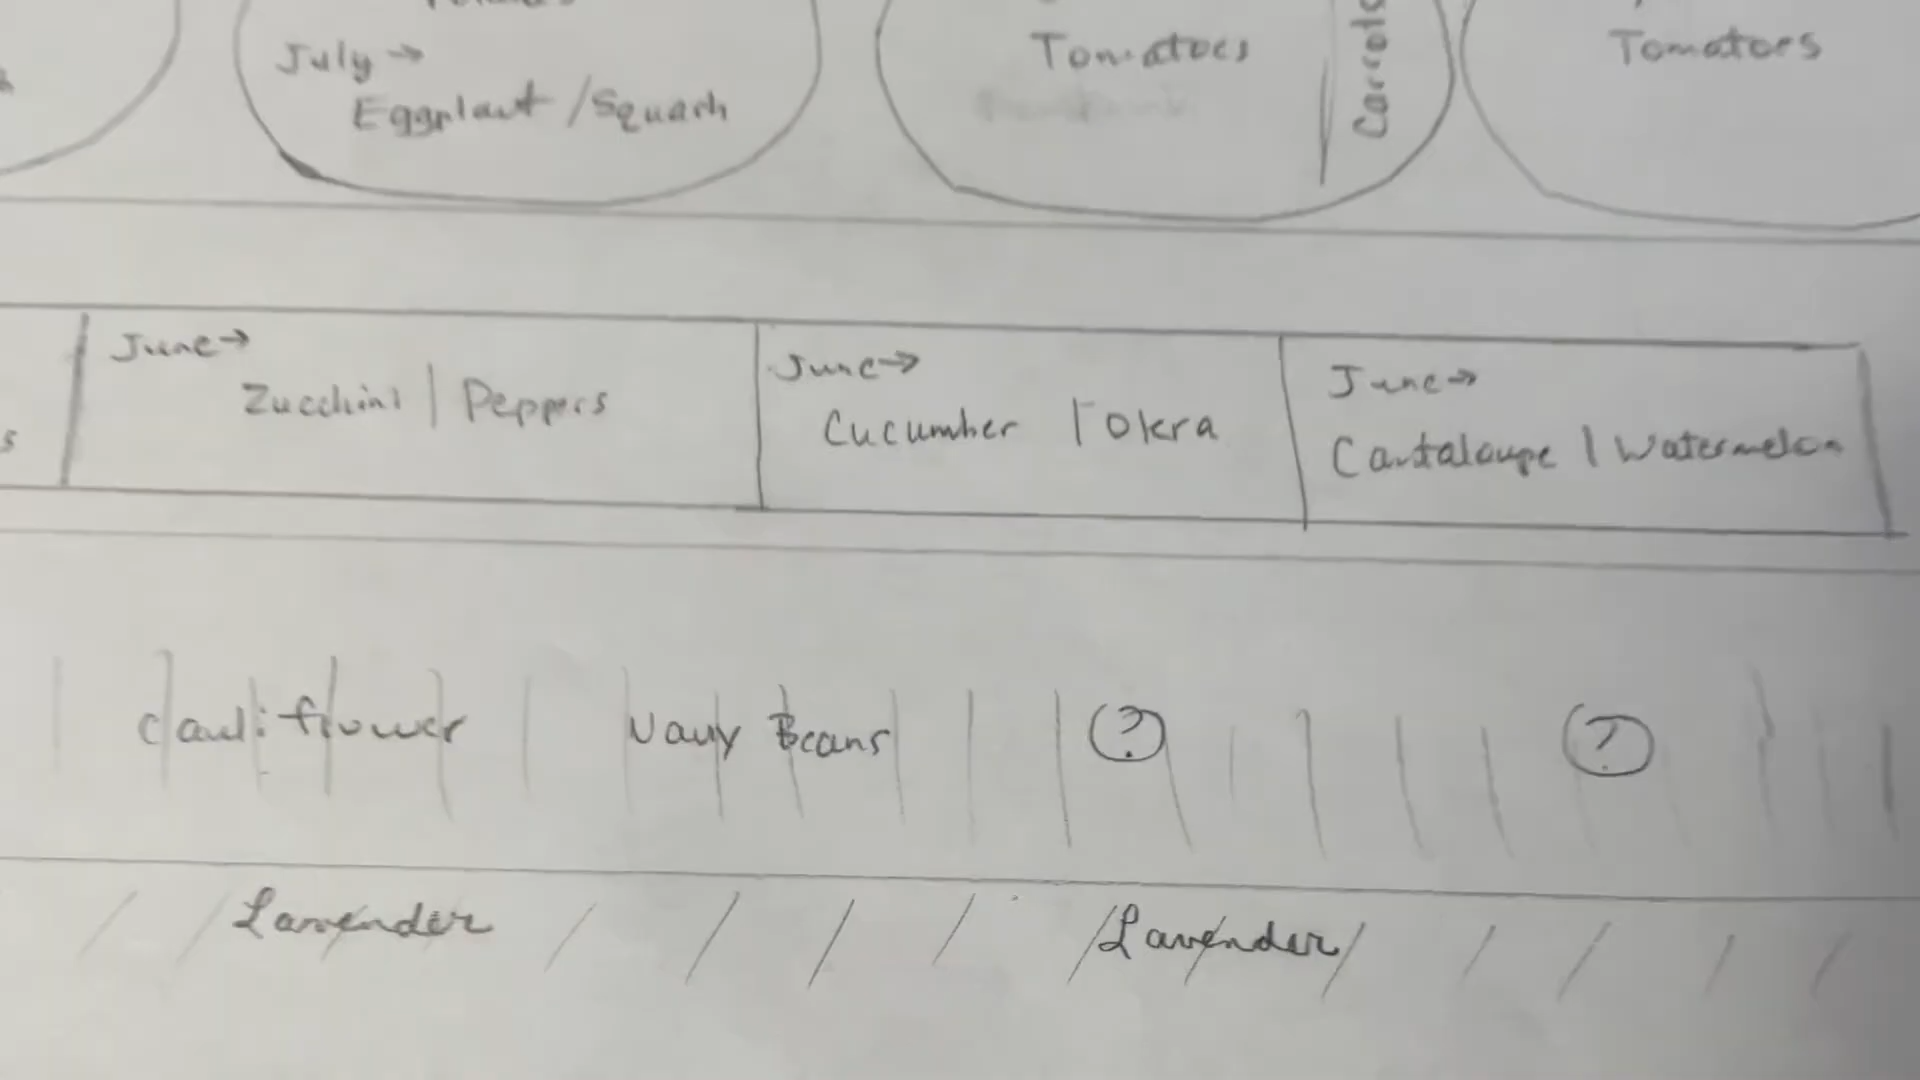 July →
Eggplant / Squash
Tomatoes
Carrots
Tomatoes
June →
Zucchini | Peppers
June →
Cucumber | Okra
June →
Cantaloupe | Watermelon
Cauliflower
Navy Beans
?
?
Lavender
Lavender